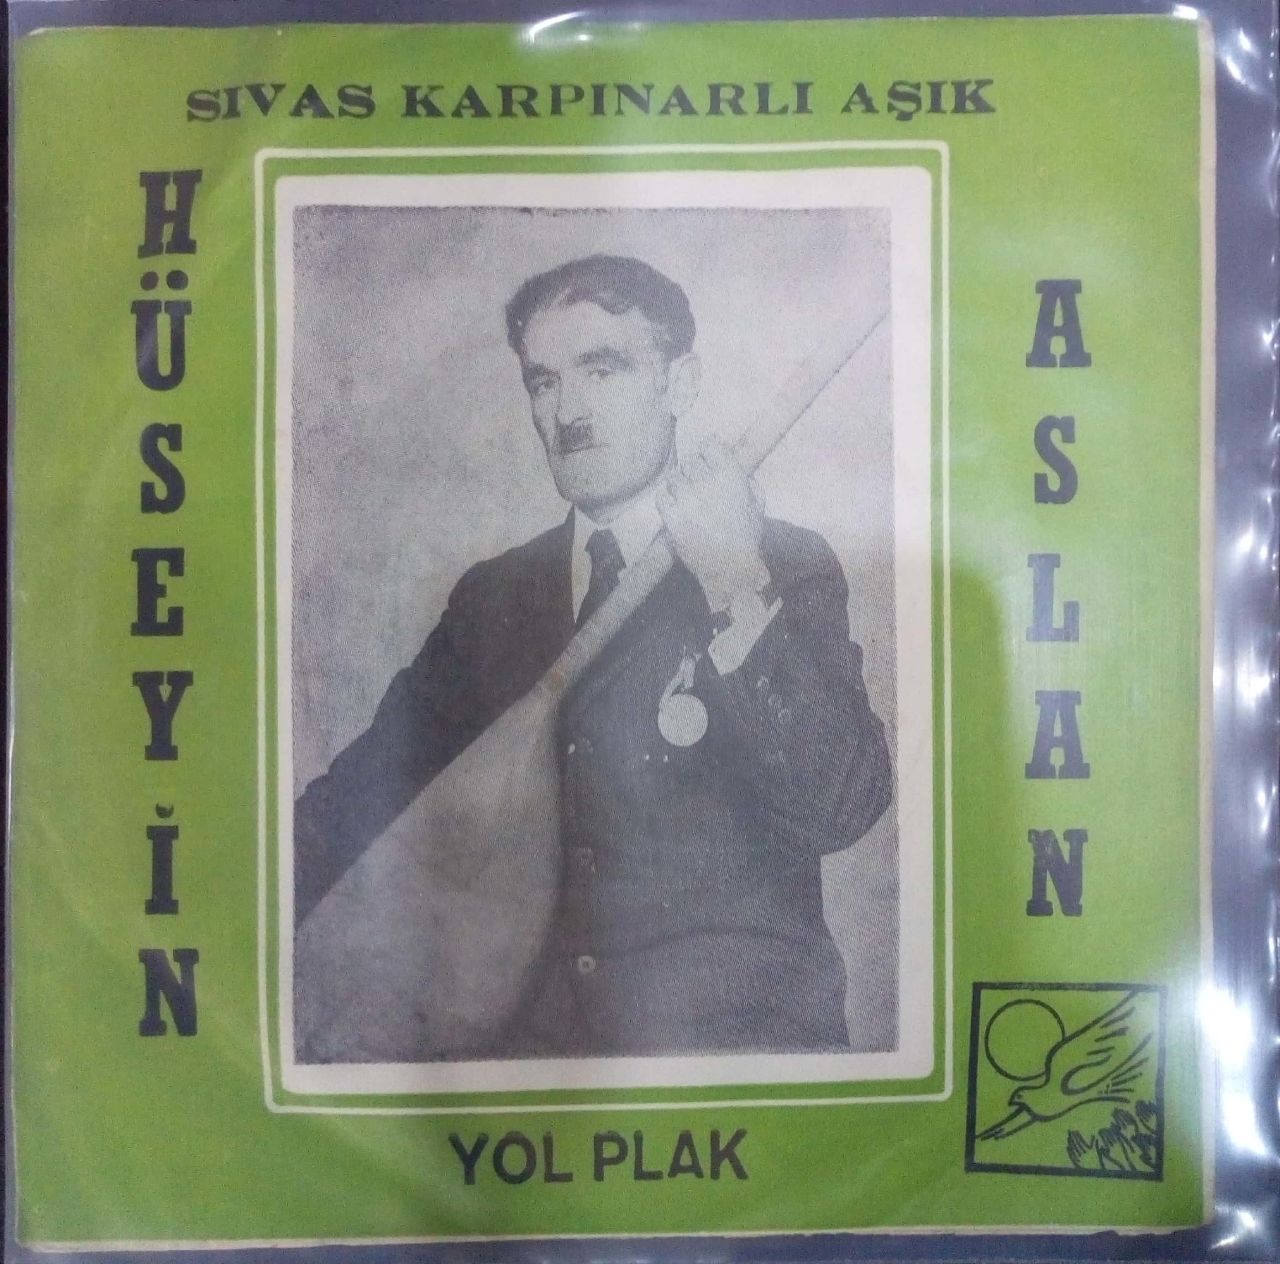 SIVAS KARPINARLI AŞIK
HÜSEYİN
ASLAN
YOL PLAK